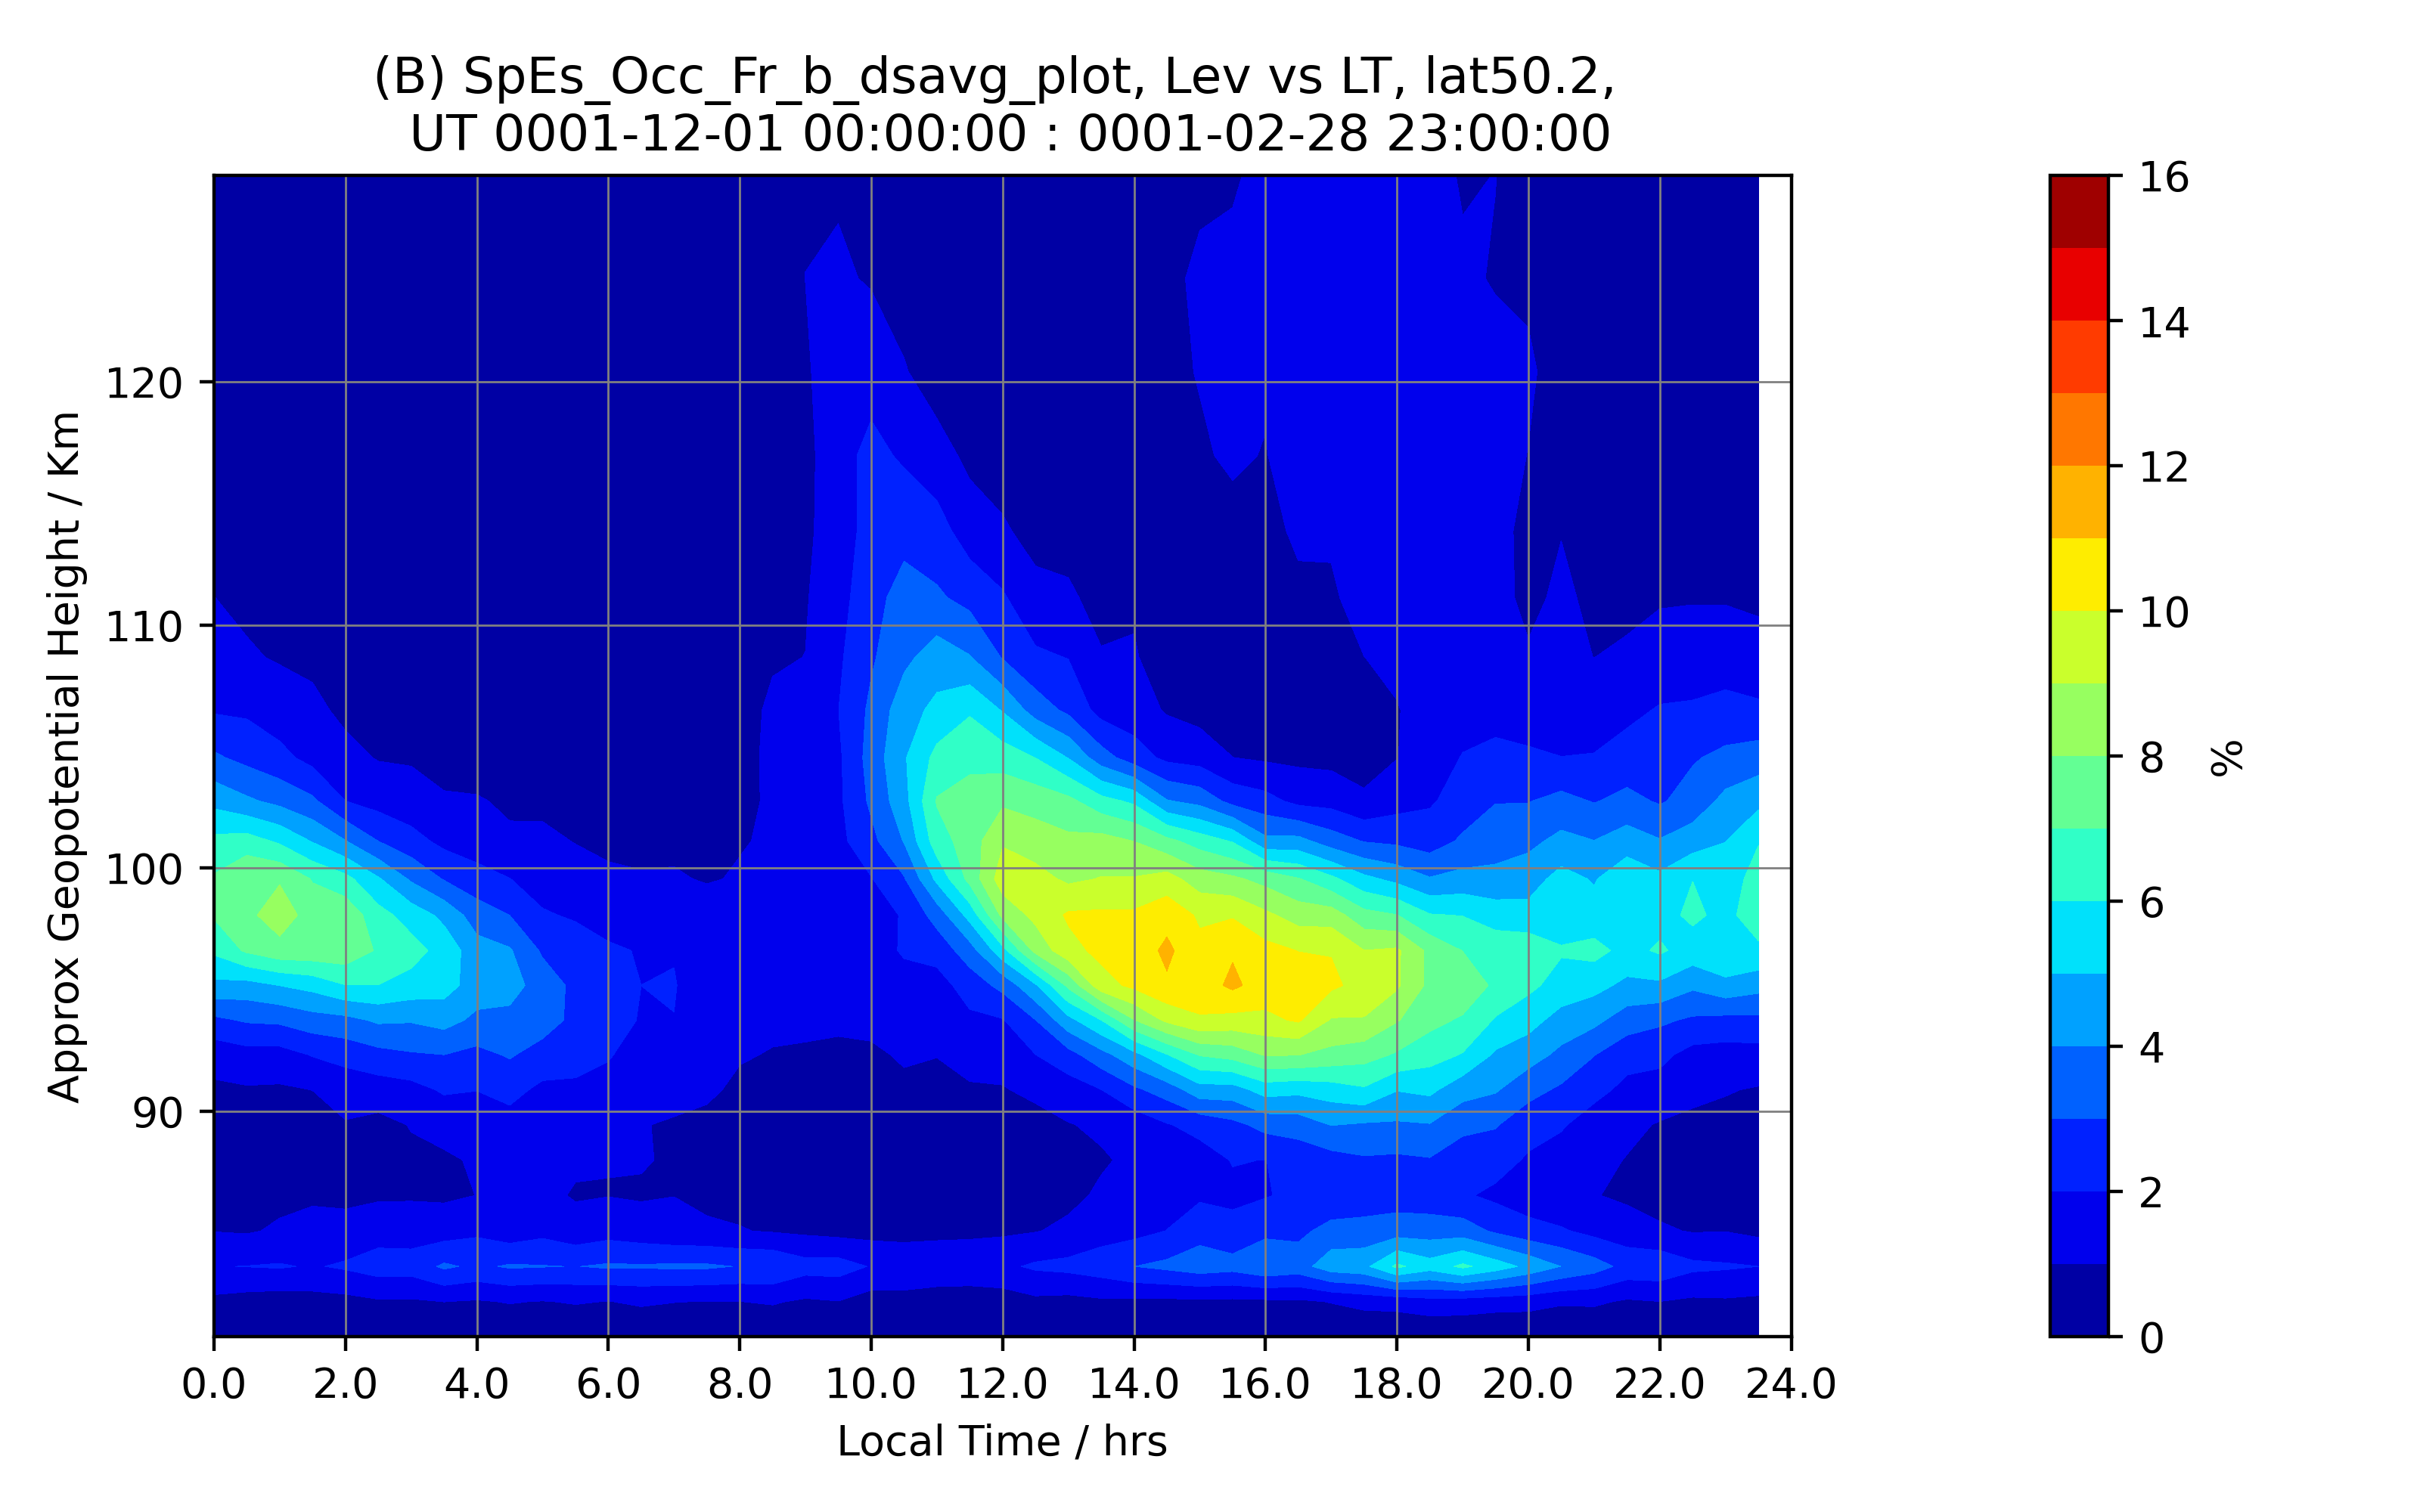 (B) SpEs_Occ_Fr_b_dsavg_plot, Lev vs LT, lat50.2,
UT 0001-12-01 00:00:00 : 0001-02-28 23:00:00
Approx Geopotential Height / Km
120
110
100
90
0.0 2.0 4.0 6.0 8.0 10.0 12.0 14.0 16.0 18.0 20.0 22.0 24.0
Local Time / hrs
16
14
12
10
8
6
4
2
0
%